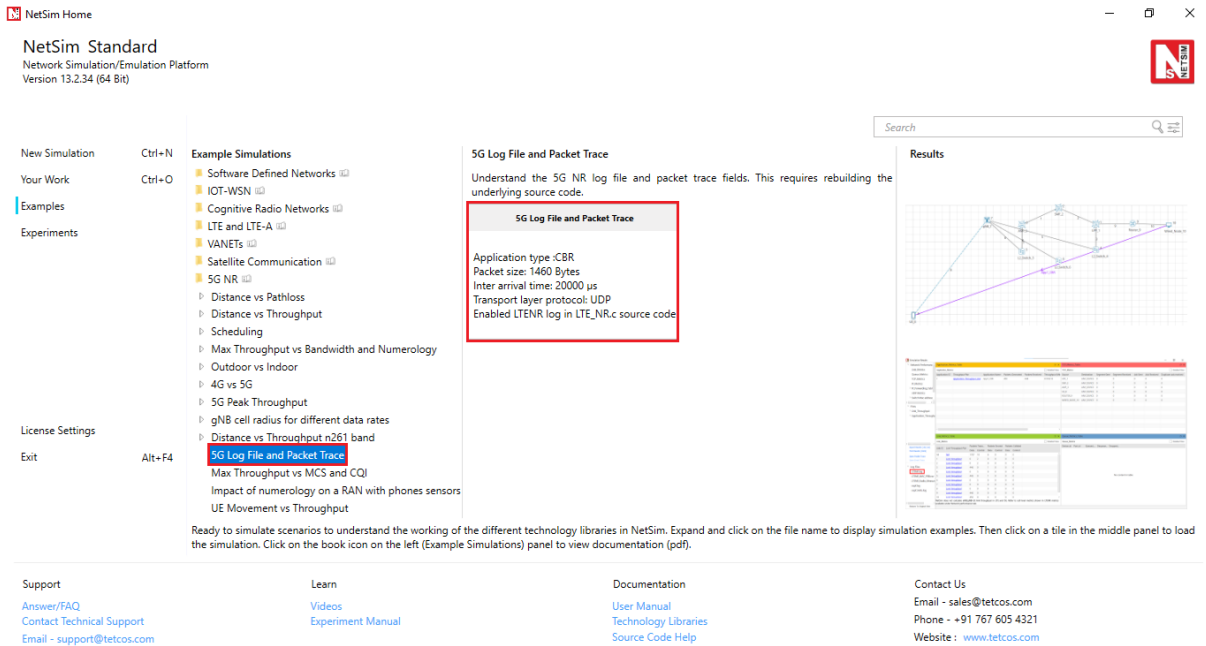 NetSim Home
NetSim Standard
Network Simulation/Emulation Platform
Version 13.2.34 (64 Bit)
NETSIM
Search
New Simulation Ctrl+N
Your Work Ctrl+O
Examples
Experiments
License Settings
Exit Alt+F4
Example Simulations
Software Defined Networks
IOT-WSN
Cognitive Radio Networks
LTE and LTE-A
VANETs
Satellite Communication
5G NR
Distance vs Pathloss
Distance vs Throughput
Scheduling
Max Throughput vs Bandwidth and Numerology
Outdoor vs Indoor
4G vs 5G
5G Peak Throughput
gNB cell radius for different data rates
Distance vs Throughput n261 band
5G Log File and Packet Trace
Max Throughput vs MCS and CQI
Impact of numerology on a RAN with phones sensors
UE Movement vs Throughput
5G Log File and Packet Trace
Understand the 5G NR log file and packet trace fields. This requires rebuilding the
underlying source code.
5G Log File and Packet Trace
Application type :CBR
Packet size: 1460 Bytes
Inter arrival time: 20000 μs
Transport layer protocol: UDP
Enabled LTENR log in LTE_NR.c source code
Results
Ready to simulate scenarios to understand the working of the different technology libraries in NetSim. Expand and click on the file name to display simulation examples. Then click on a tile in the middle panel to load
the simulation. Click on the book icon on the left (Example Simulations) panel to view documentation (pdf).
Support
Answer/FAQ
Contact Technical Support
Email - support@tetcos.com
Learn
Videos
Experiment Manual
Documentation
User Manual
Technology Libraries
Source Code Help
Contact Us
Email - sales@tetcos.com
Phone - +91 767 605 4321
Website : www.tetcos.com